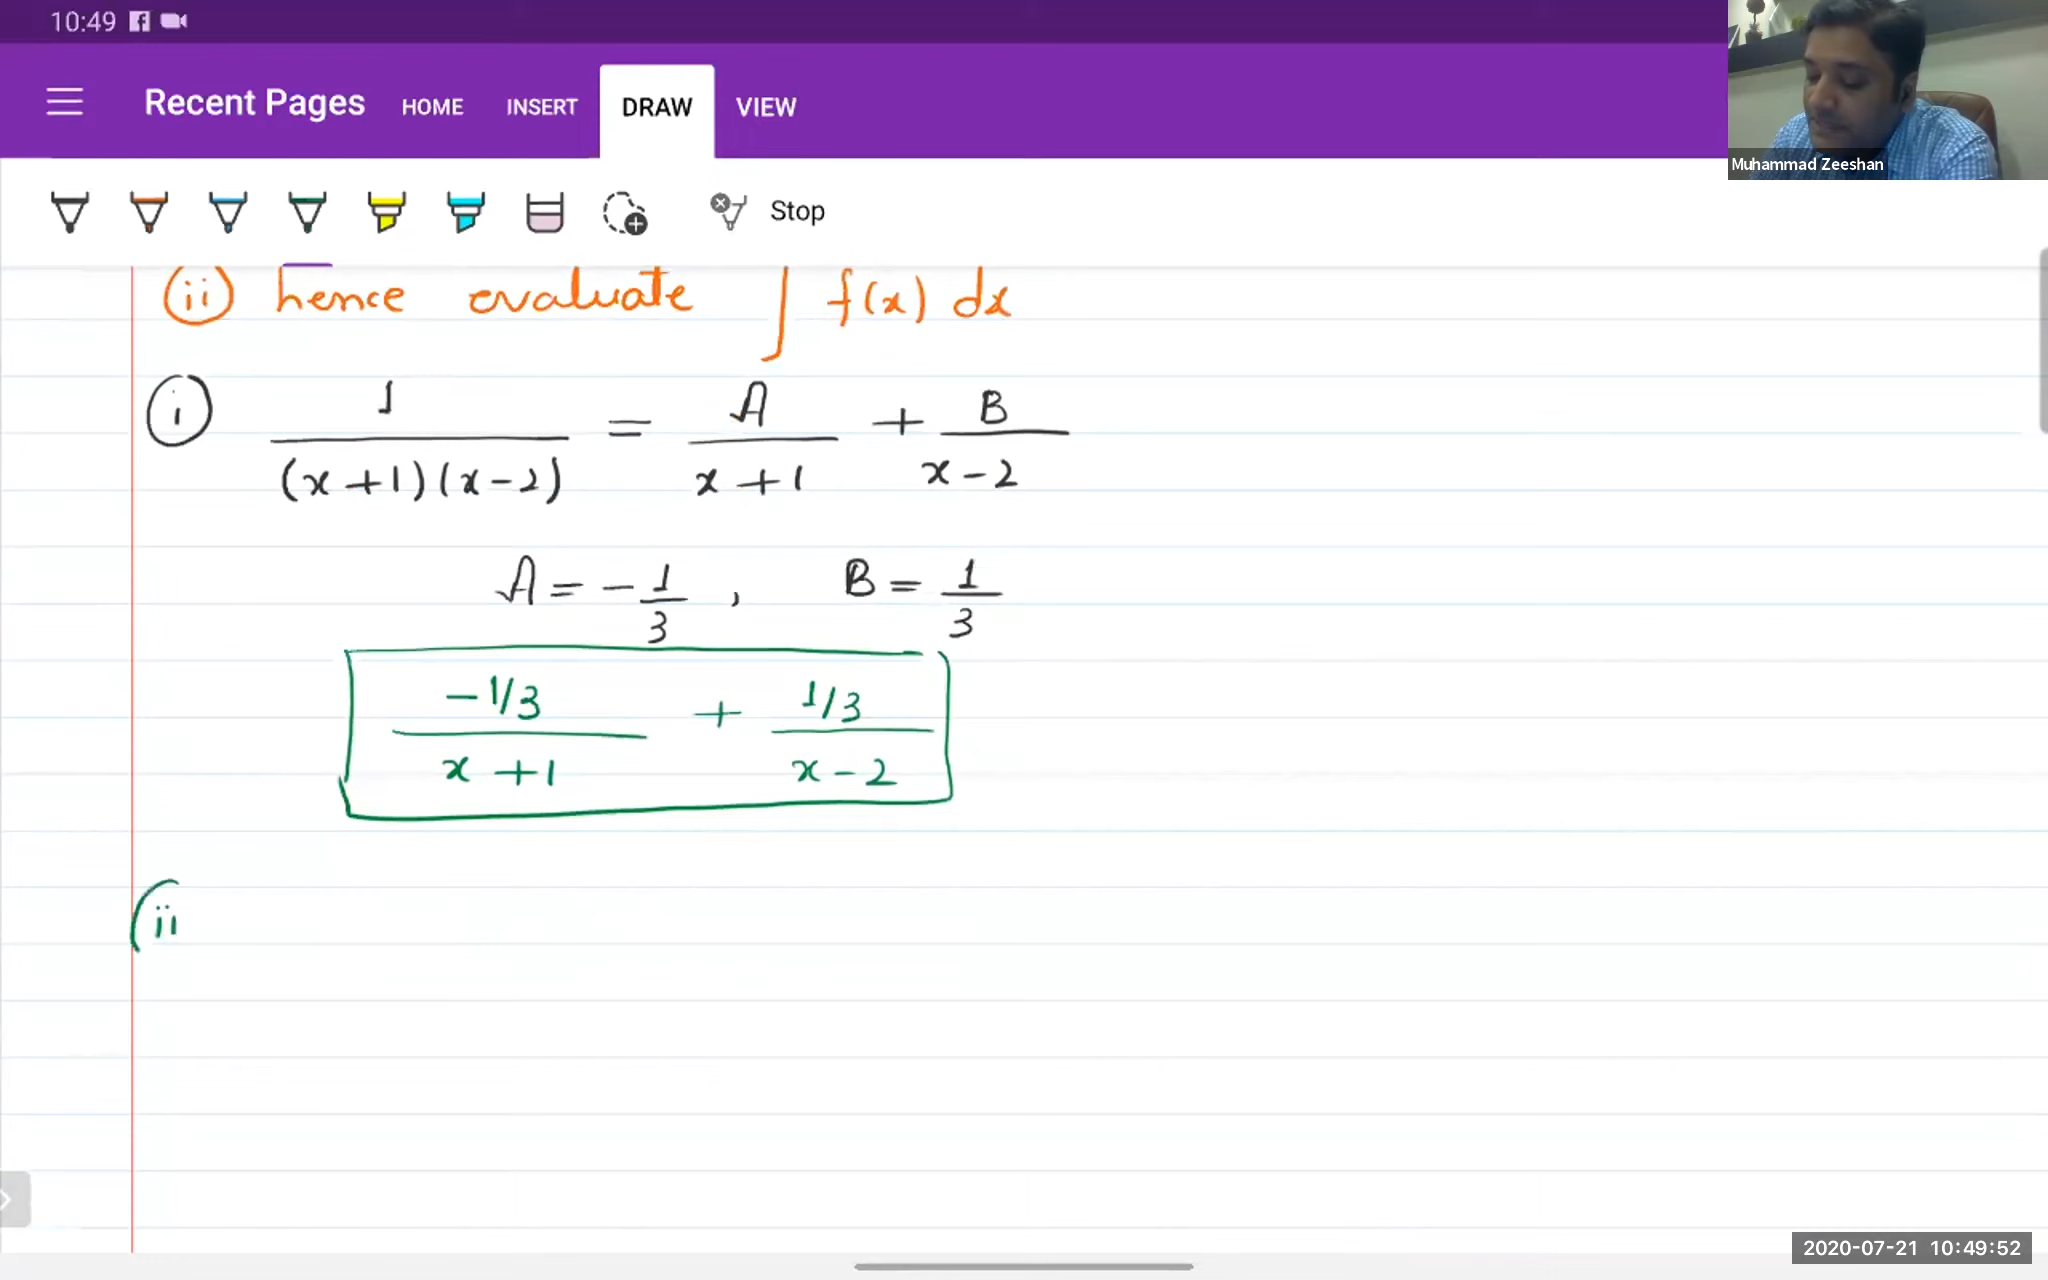 10:49
Recent Pages HOME INSERT DRAW VIEW
Muhammad Zeeshan
Stop
(ii) hence evaluate ∫ f(x) dx
(i) 1/((x+1)(x-2)) = A/(x+1) + B/(x-2)
A = -1/3 , B = 1/3
(-1/3)/(x+1) + (1/3)/(x-2)
(ii
2020-07-21 10:49:52